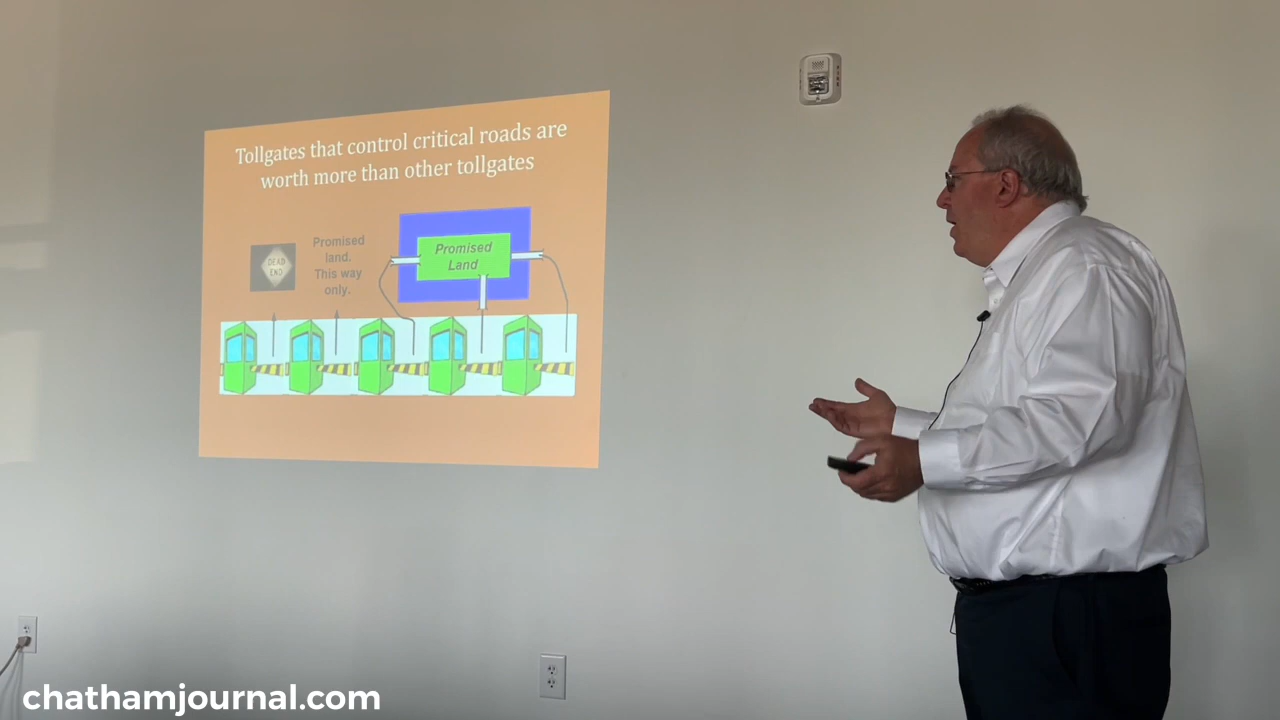 Tollgates that control critical roads are
worth more than other tollgates
DEAD
END
Promised
land.
This way
only.
Promised
Land
chathamjournal.com